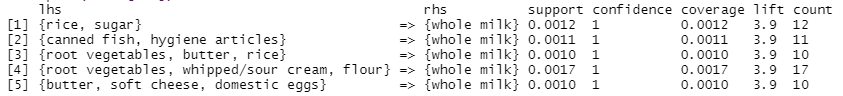 lhs rhs support confidence coverage lift count
[1] {rice, sugar} => {whole milk} 0.0012 1 0.0012 3.9 12
[2] {canned fish, hygiene articles} => {whole milk} 0.0011 1 0.0011 3.9 11
[3] {root vegetables, butter, rice} => {whole milk} 0.0010 1 0.0010 3.9 10
[4] {root vegetables, whipped/sour cream, flour} => {whole milk} 0.0017 1 0.0017 3.9 17
[5] {butter, soft cheese, domestic eggs} => {whole milk} 0.0010 1 0.0010 3.9 10